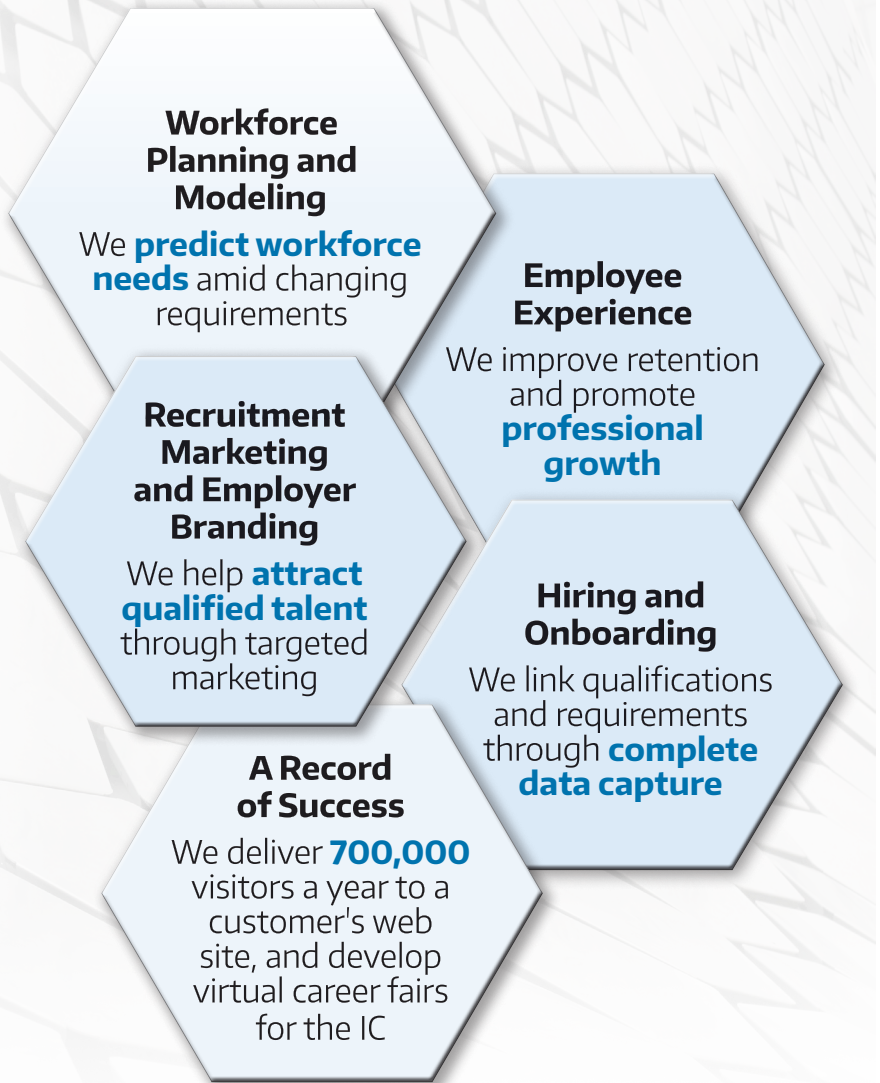 Workforce
Planning and
Modeling
We predict workforce
needs amid changing
requirements
Employee
Experience
We improve retention
and promote
professional
growth
Recruitment
Marketing
and Employer
Branding
We help attract
qualified talent
through targeted
marketing
Hiring and
Onboarding
We link qualifications
and requirements
through complete
data capture
A Record
of Success
We deliver 700,000
visitors a year to a
customer's web
site, and develop
virtual career fairs
for the IC